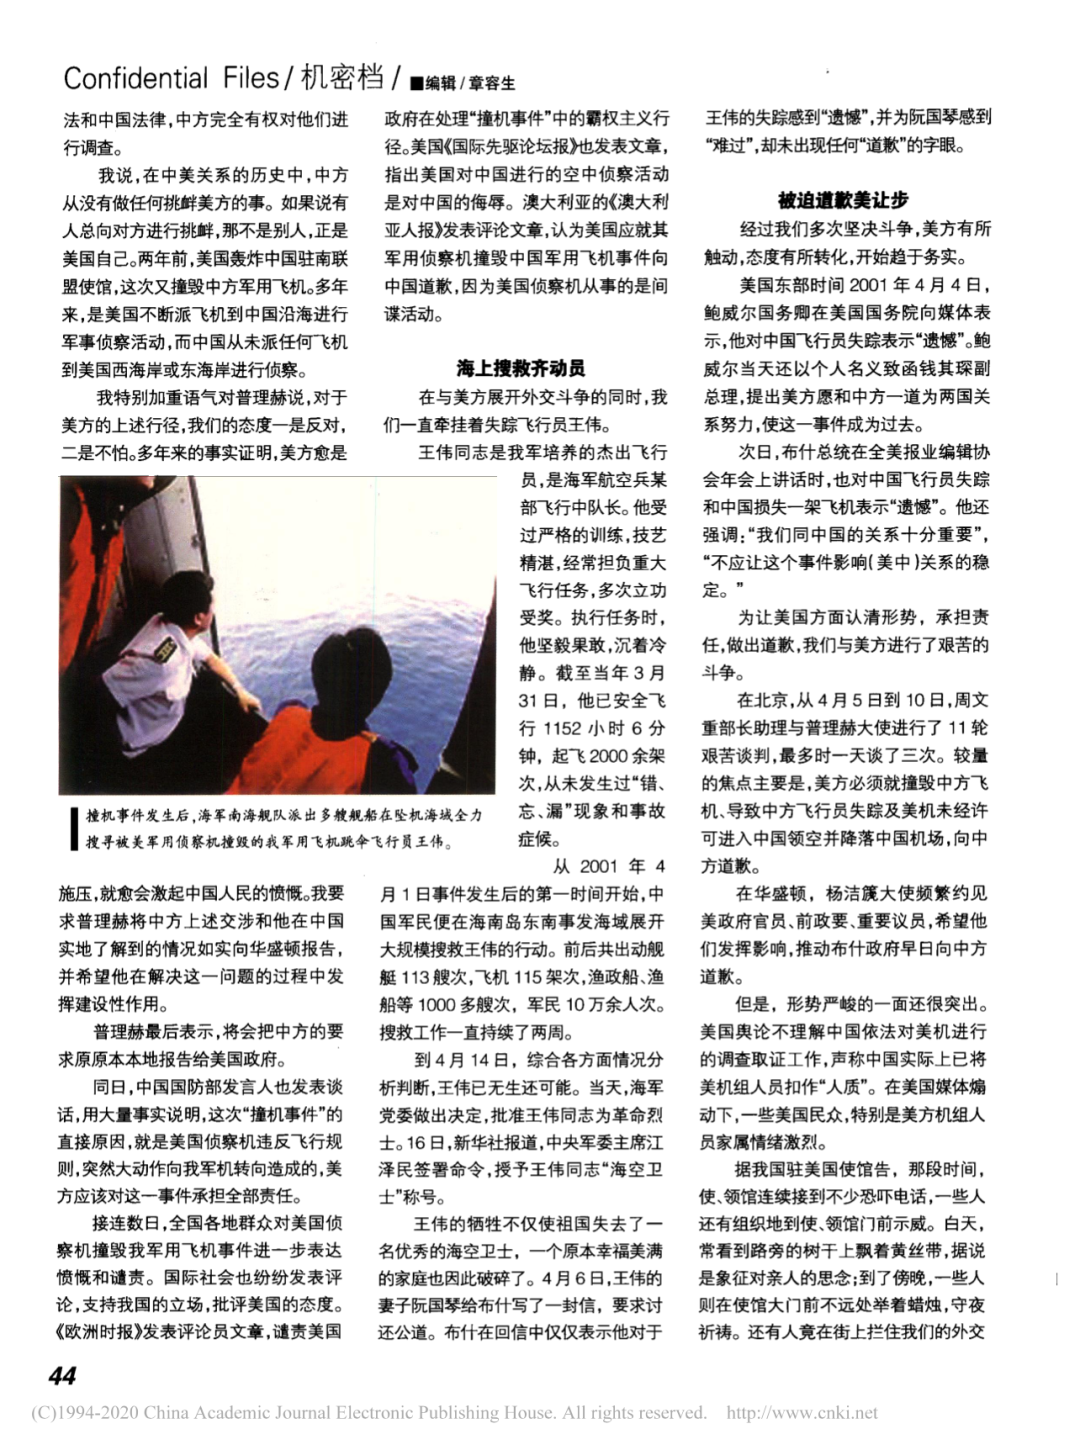 Confidential Files/机密档/■编辑/章容生
法和中国法律,中方完全有权对他们进
行调查。
我说,在中美关系的历史中,中方
从没有做任何挑衅美方的事。如果说有
人总向对方进行挑衅,那不是别人,正是
美国自己。两年前,美国轰炸中国驻南联
盟使馆,这次又撞毁中方军用飞机。多年
来,是美国不断派飞机到中国沿海进行
军事侦察活动,而中国从未派任何飞机
到美国西海岸或东海岸进行侦察。
我特别加重语气对普理赫说,对于
美方的上述行径,我们的态度一是反对,
二是不怕。多年来的事实证明,美方愈是
撞机事件发生后,海军南海舰队派出多艘舰船在坠机海域全力
搜寻被美军用侦察机撞毁的我军用飞机跳伞飞行员王伟。
施压,就愈会激起中国人民的愤慨。我要
求普理赫将中方上述交涉和他在中国
实地了解到的情况如实向华盛顿报告,
并希望他在解决这一问题的过程中发
挥建设性作用。
普理赫最后表示,将会把中方的要
求原原本本地报告给美国政府。
同日,中国国防部发言人也发表谈
话,用大量事实说明,这次“撞机事件”的
直接原因,就是美国侦察机违反飞行规
则,突然大动作向我军机转向造成的,美
方应该对这一事件承担全部责任。
接连数日,全国各地群众对美国侦
察机撞毁我军用飞机事件进一步表达
愤慨和谴责。国际社会也纷纷发表评
论,支持我国的立场,批评美国的态度。
《欧洲时报》发表评论员文章,谴责美国
政府在处理“撞机事件”中的霸权主义行
径。美国《国际先驱论坛报》也发表文章,
指出美国对中国进行的空中侦察活动
是对中国的侮辱。澳大利亚的《澳大利
亚人报》发表评论文章,认为美国应就其
军用侦察机撞毁中国军用飞机事件向
中国道歉,因为美国侦察机从事的是间
谍活动。
海上搜救齐动员
在与美方展开外交斗争的同时,我
们一直牵挂着失踪飞行员王伟。
王伟同志是我军培养的杰出飞行
员,是海军航空兵某
部飞行中队长。他受
过严格的训练,技艺
精湛,经常担负重大
飞行任务,多次立功
受奖。执行任务时,
他坚毅果敢,沉着冷
静。截至当年 3 月
31 日,他已安全飞
行 1152 小时 6 分
钟,起飞 2000 余架
次,从未发生过“错、
忘、漏”现象和事故
症候。
从 2001 年 4
月 1 日事件发生后的第一时间开始,中
国军民便在海南岛东南事发海域展开
大规模搜救王伟的行动。前后共出动舰
艇 113 艘次,飞机 115 架次,渔政船、渔
船等 1000 多艘次,军民 10 万余人次。
搜救工作一直持续了两周。
到 4 月 14 日,综合各方面情况分
析判断,王伟已无生还可能。当天,海军
党委做出决定,批准王伟同志为革命烈
士。16 日,新华社报道,中央军委主席江
泽民签署命令,授予王伟同志“海空卫
士”称号。
王伟的牺牲不仅使祖国失去了一
名优秀的海空卫士,一个原本幸福美满
的家庭也因此破碎了。4 月 6 日,王伟的
妻子阮国琴给布什写了一封信,要求讨
还公道。布什在回信中仅仅表示他对于
王伟的失踪感到“遗憾”,并为阮国琴感到
“难过”,却未出现任何“道歉”的字眼。
被迫道歉美让步
经过我们多次坚决斗争,美方有所
触动,态度有所转化,开始趋于务实。
美国东部时间 2001 年 4 月 4 日,
鲍威尔国务卿在美国国务院向媒体表
示,他对中国飞行员失踪表示“遗憾”。鲍
威尔当天还以个人名义致函钱其琛副
总理,提出美方愿和中方一道为两国关
系努力,使这一事件成为过去。
次日,布什总统在全美报业编辑协
会年会上讲话时,也对中国飞行员失踪
和中国损失一架飞机表示“遗憾”。他还
强调:“我们同中国的关系十分重要”,
“不应让这个事件影响(美中)关系的稳
定。”
为让美国方面认清形势,承担责
任,做出道歉,我们与美方进行了艰苦的
斗争。
在北京,从 4 月 5 日到 10 日,周文
重部长助理与普理赫大使进行了 11 轮
艰苦谈判,最多时一天谈了三次。较量
的焦点主要是,美方必须就撞毁中方飞
机、导致中方飞行员失踪及美机未经许
可进入中国领空并降落中国机场,向中
方道歉。
在华盛顿,杨洁篪大使频繁约见
美政府官员、前政要、重要议员,希望他
们发挥影响,推动布什政府早日向中方
道歉。
但是,形势严峻的一面还很突出。
美国舆论不理解中国依法对美机进行
的调查取证工作,声称中国实际上已将
美机组人员扣作“人质”。在美国媒体煽
动下,一些美国民众,特别是美方机组人
员家属情绪激烈。
据我国驻美国使馆告,那段时间,
使、领馆连续接到不少恐吓电话,一些人
还有组织地到使、领馆门前示威。白天,
常看到路旁的树干上飘着黄丝带,据说
是象征对亲人的思念;到了傍晚,一些人
则在使馆大门前不远处举着蜡烛,守夜
祈祷。还有人竟在街上拦住我们的外交
44
(C)1994-2020 China Academic Journal Electronic Publishing House. All rights reserved. http://www.cnki.net